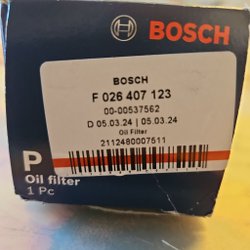 BOSCH
BOSCH
F 026 407 123
00-00537562
D 05.03.24 | 05.03.24
Oil Filter
2112480007511
P
Oil filter
1 Pc